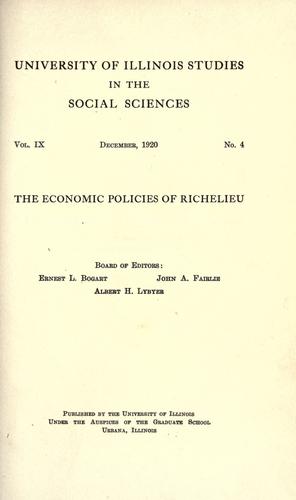 UNIVERSITY OF ILLINOIS STUDIES
IN THE
SOCIAL SCIENCES
Vol. IX December, 1920 No. 4
THE ECONOMIC POLICIES OF RICHELIEU
Board of Editors:
Ernest L. Bogart John A. Fairlie
Albert H. Lybyer
Published by the University of Illinois
Under the Auspices of the Graduate School
Urbana, Illinois